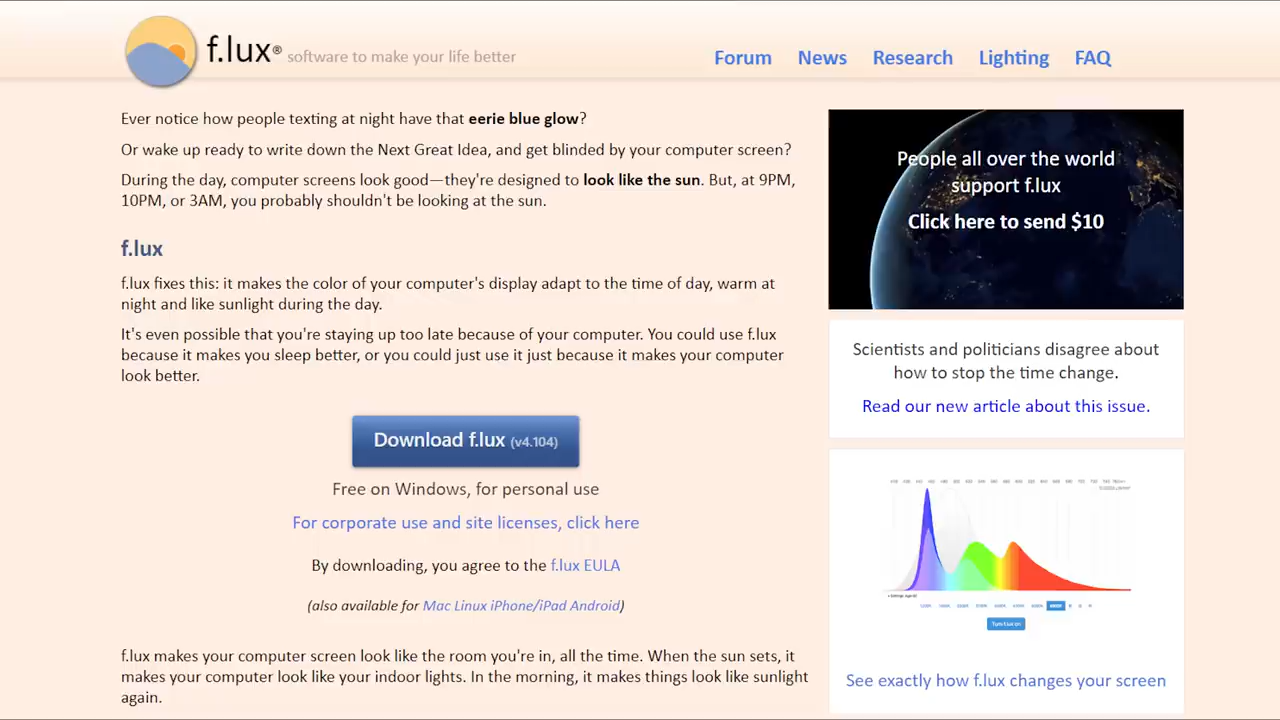 f.lux® software to make your life better
Forum News Research Lighting FAQ
Ever notice how people texting at night have that eerie blue glow?
Or wake up ready to write down the Next Great Idea, and get blinded by your computer screen?
During the day, computer screens look good—they're designed to look like the sun. But, at 9PM,
10PM, or 3AM, you probably shouldn't be looking at the sun.
f.lux
f.lux fixes this: it makes the color of your computer's display adapt to the time of day, warm at
night and like sunlight during the day.
It's even possible that you're staying up too late because of your computer. You could use f.lux
because it makes you sleep better, or you could just use it just because it makes your computer
look better.
Download f.lux (v4.104)
Free on Windows, for personal use
For corporate use and site licenses, click here
By downloading, you agree to the f.lux EULA
(also available for Mac Linux iPhone/iPad Android)
f.lux makes your computer screen look like the room you're in, all the time. When the sun sets, it
makes your computer look like your indoor lights. In the morning, it makes things look like sunlight
again.
People all over the world
support f.lux
Click here to send $10
Scientists and politicians disagree about
how to stop the time change.
Read our new article about this issue.
See exactly how f.lux changes your screen